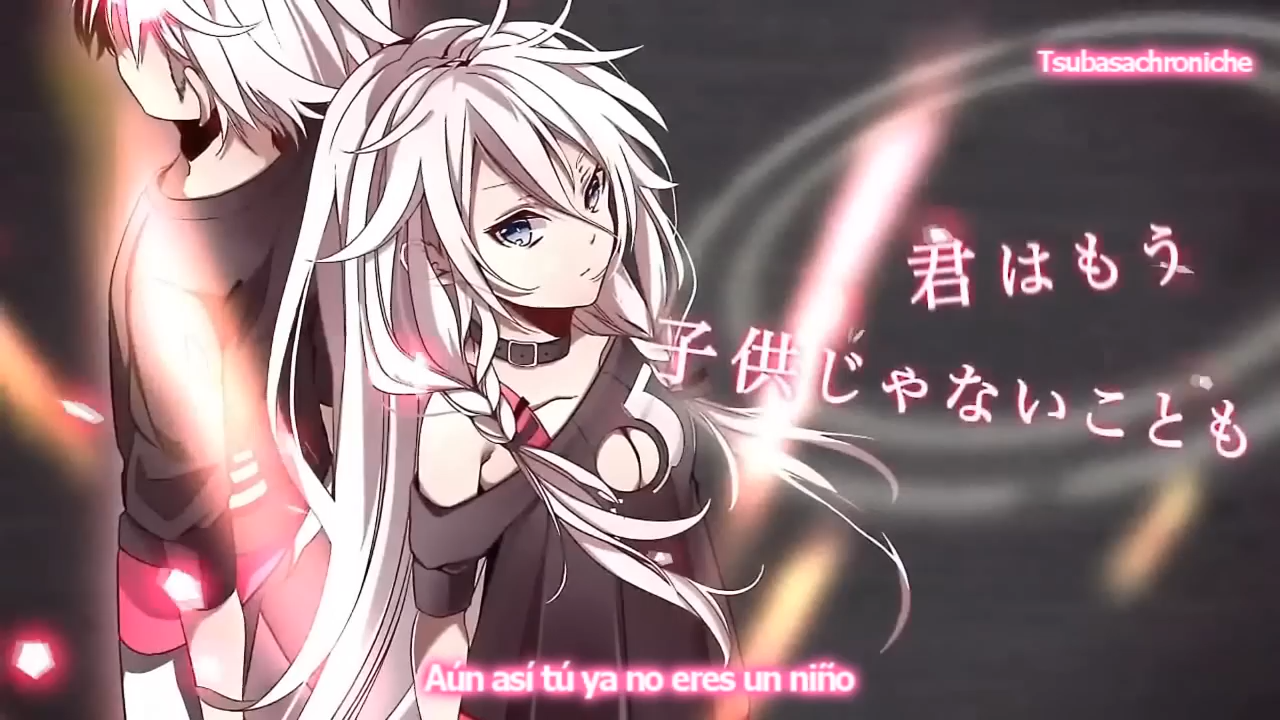 Tsubasachroniche
君はもう
子供じゃないことも
Aún así tú ya no eres un niño